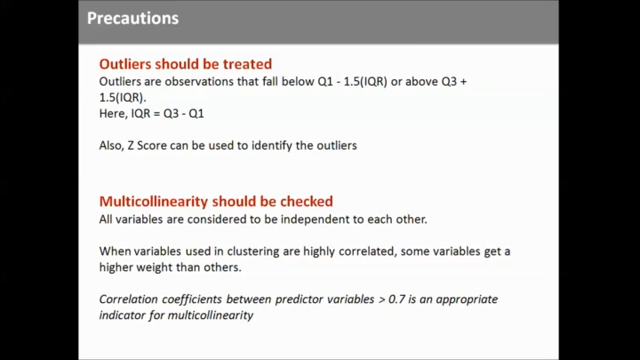 Precautions
Outliers should be treated
Outliers are observations that fall below Q1 - 1.5(IQR) or above Q3 +
1.5(IQR).
Here, IQR = Q3 - Q1
Also, Z Score can be used to identify the outliers
Multicollinearity should be checked
All variables are considered to be independent to each other.
When variables used in clustering are highly correlated, some variables get a
higher weight than others.
Correlation coefficients between predictor variables > 0.7 is an appropriate
indicator for multicollinearity